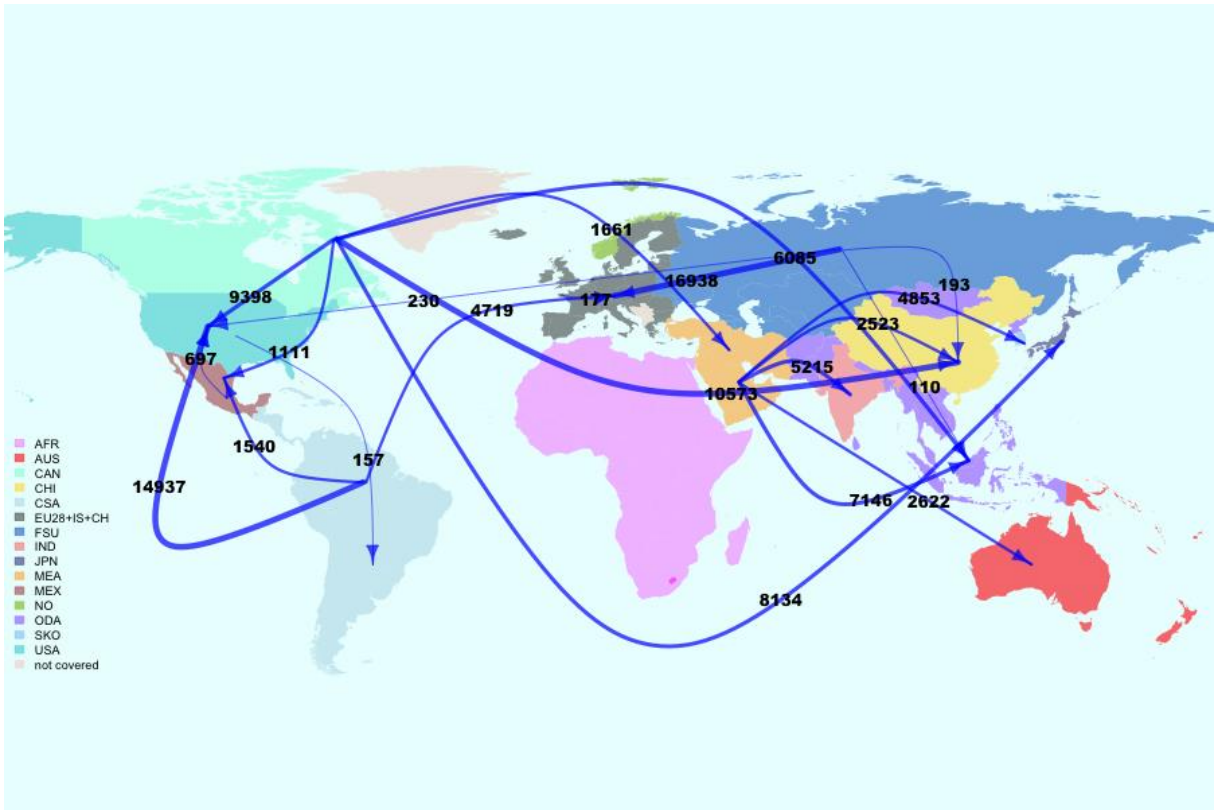 1661
6085
16938
193
9398
230
177
4853
4719
2523
697
1111
5215
10573
110
1540
157
14937
7146
2622
8134
AFR
AUS
CAN
CHI
CSA
EU28+IS+CH
FSU
IND
JPN
MEA
MEX
NO
ODA
SKO
USA
not covered